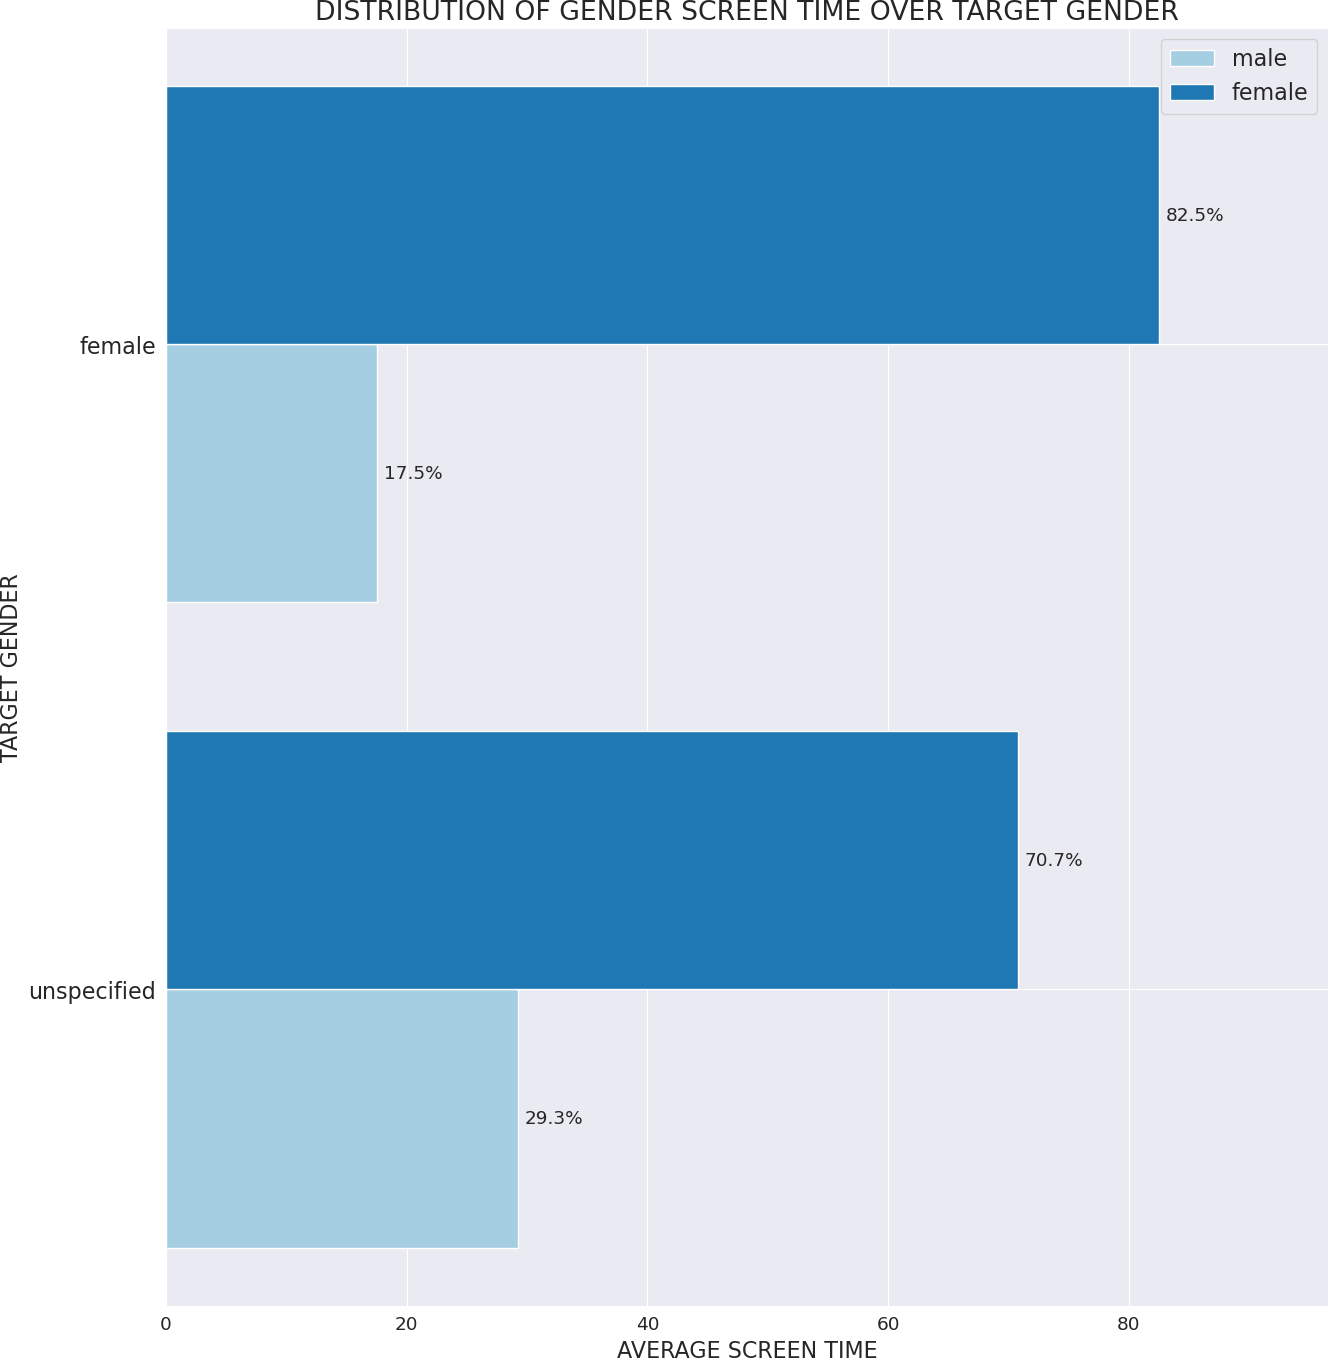 DISTRIBUTION OF GENDER SCREEN TIME OVER TARGET GENDER
male
female
82.5%
female
17.5%
TARGET GENDER
70.7%
unspecified
29.3%
0 20 40 60 80
AVERAGE SCREEN TIME